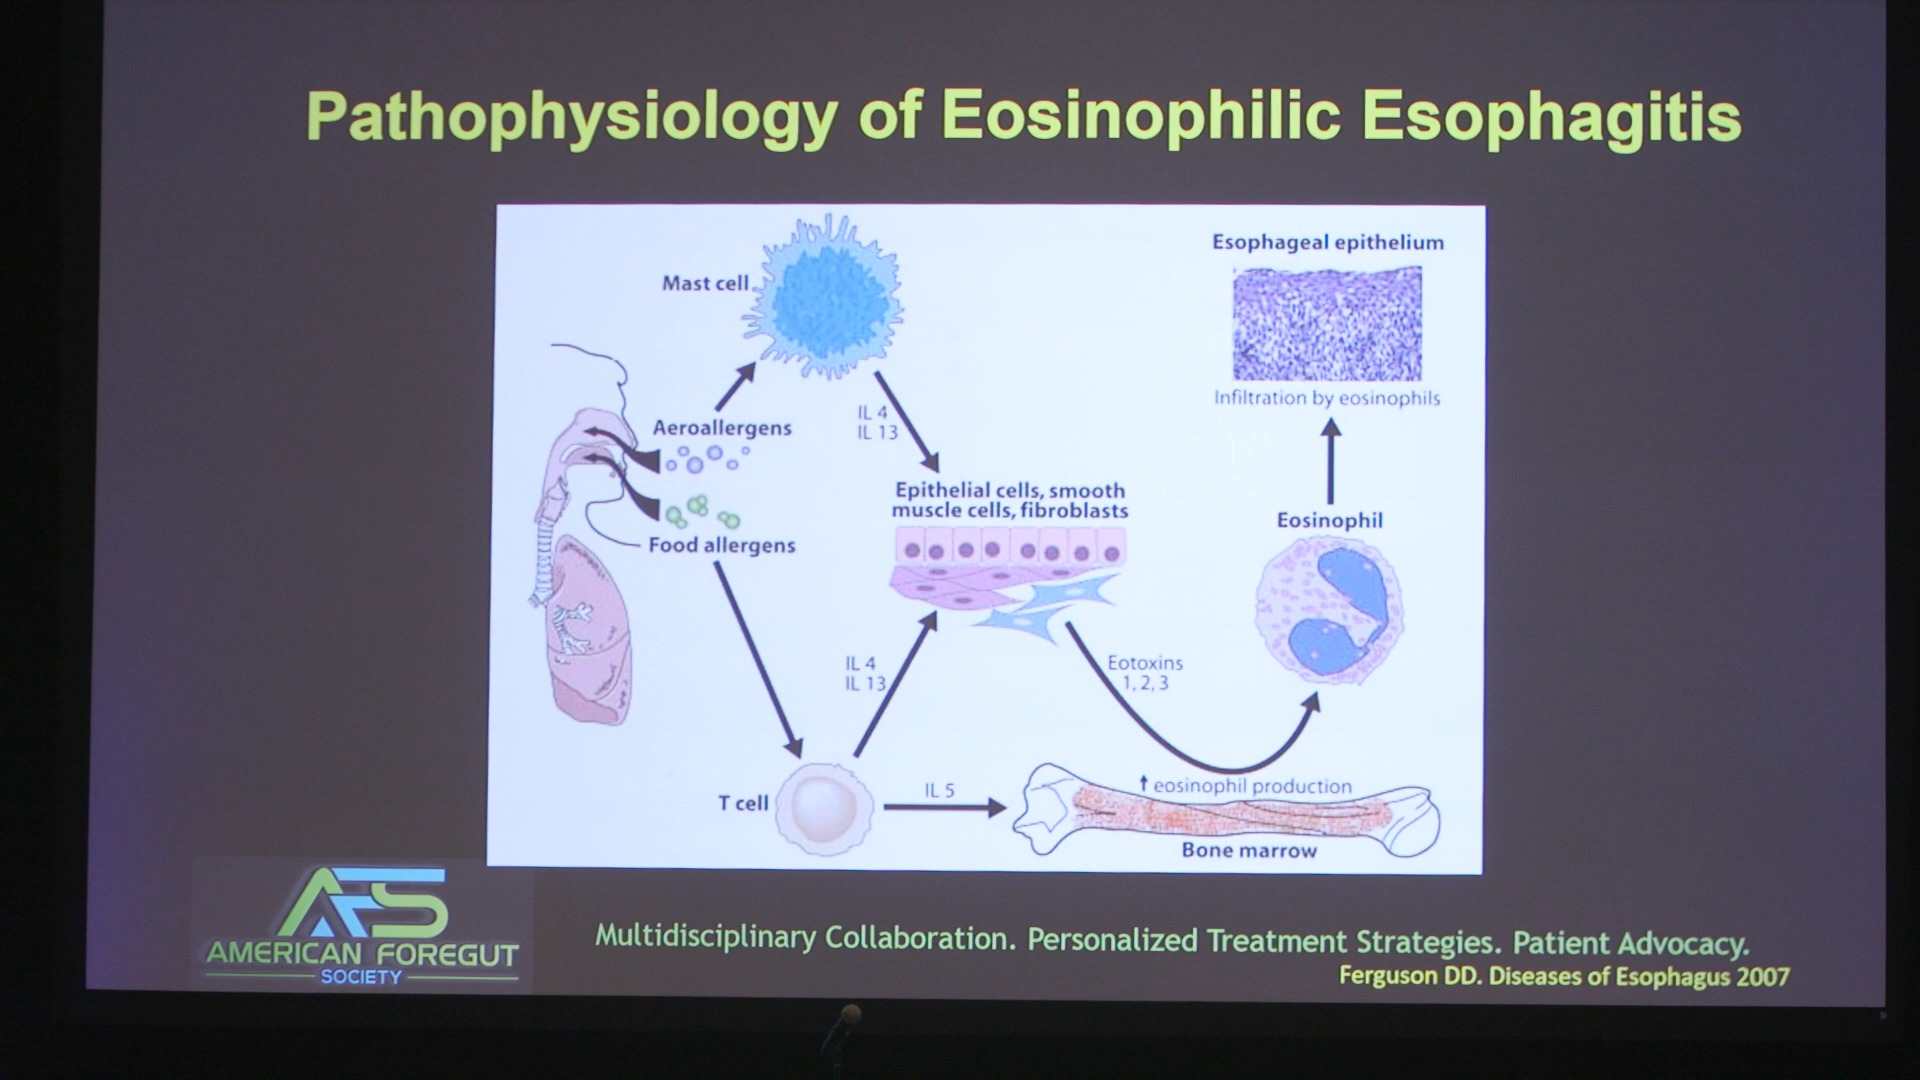 Pathophysiology of Eosinophilic Esophagitis
Mast cell
Esophageal epithelium
Infiltration by eosinophils
Aeroallergens
IL 4
IL 13
Epithelial cells, smooth
muscle cells, fibroblasts
Eosinophil
Food allergens
IL 4
IL 13
Eotoxins
1, 2, 3
T cell
IL 5
↑ eosinophil production
Bone marrow
AFS
AMERICAN FOREGUT
SOCIETY
Multidisciplinary Collaboration. Personalized Treatment Strategies. Patient Advocacy.
Ferguson DD. Diseases of Esophagus 2007